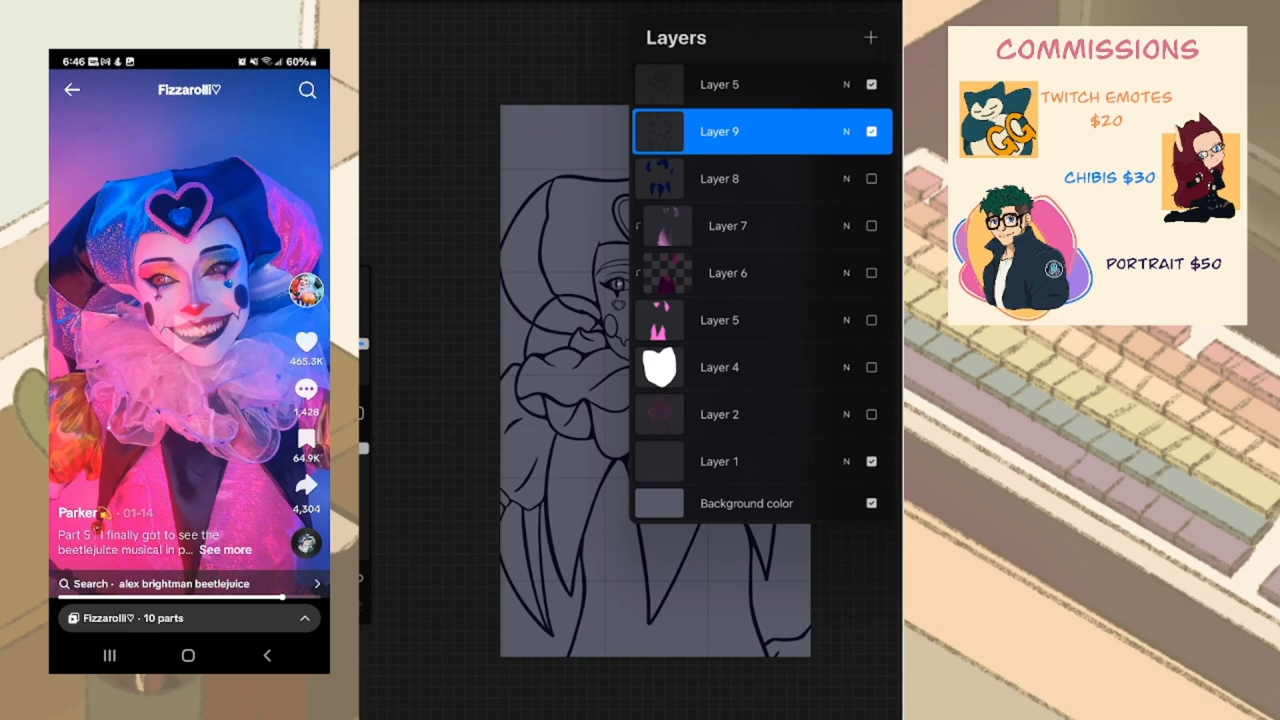 6:46
60%
Fizzarolli♡
465.3K
1,428
64.9K
4,304
Parker💫 · 01-14
Part 5 I finally got to see the
beetlejuice musical in p... See more
Search · alex brightman beetlejuice
Fizzarolli♡ · 10 parts
Layers
Layer 5 N
Layer 9 N
Layer 8 N
Layer 7 N
Layer 6 N
Layer 5 N
Layer 4 N
Layer 2 N
Layer 1 N
Background color
COMMISSIONS
TWITCH EMOTES
$20
GG
CHIBIS $30
PORTRAIT $50